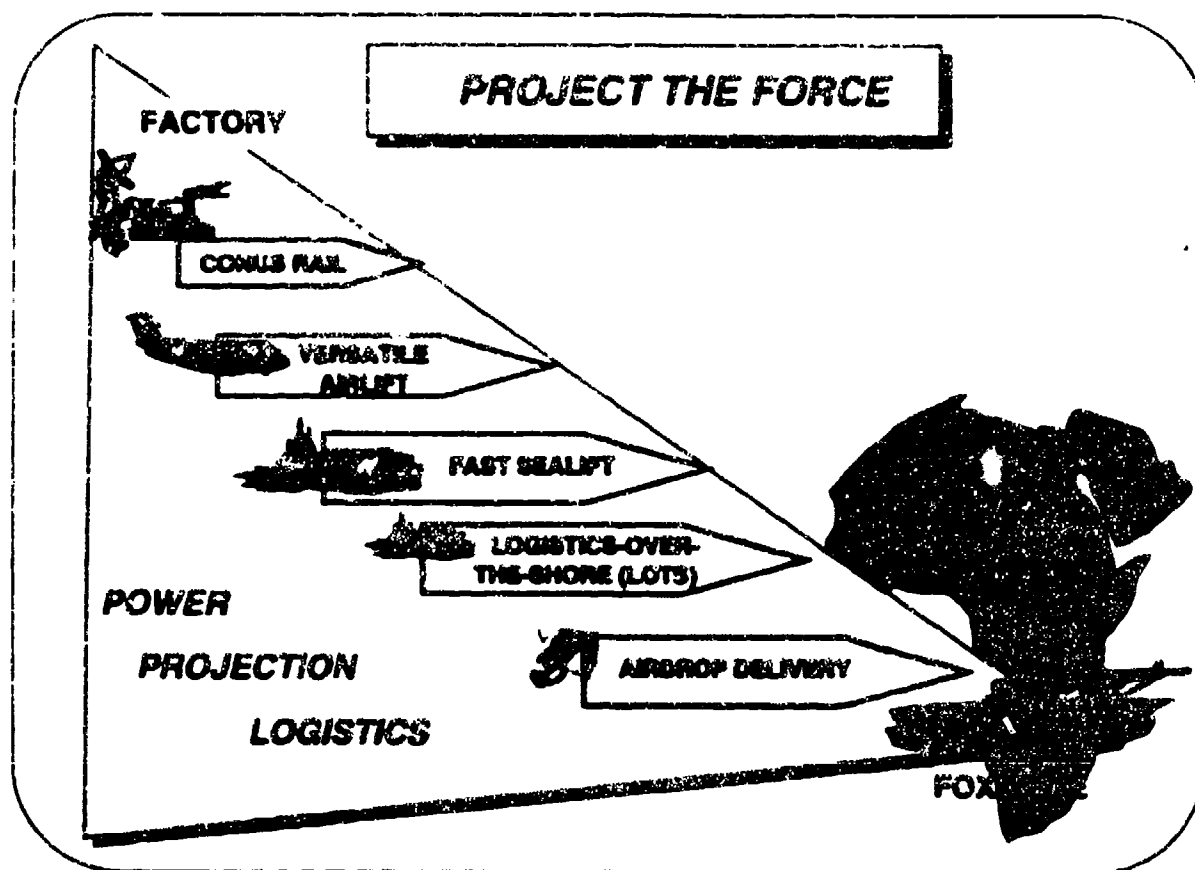 PROJECT THE FORCE
FACTORY
CONUS RAIL
VERSATILE
AIRLIFT
FAST SEALIFT
LOGISTICS-OVER-
THE-SHORE (LOTS)
AIRDROP DELIVERY
POWER
PROJECTION
LOGISTICS